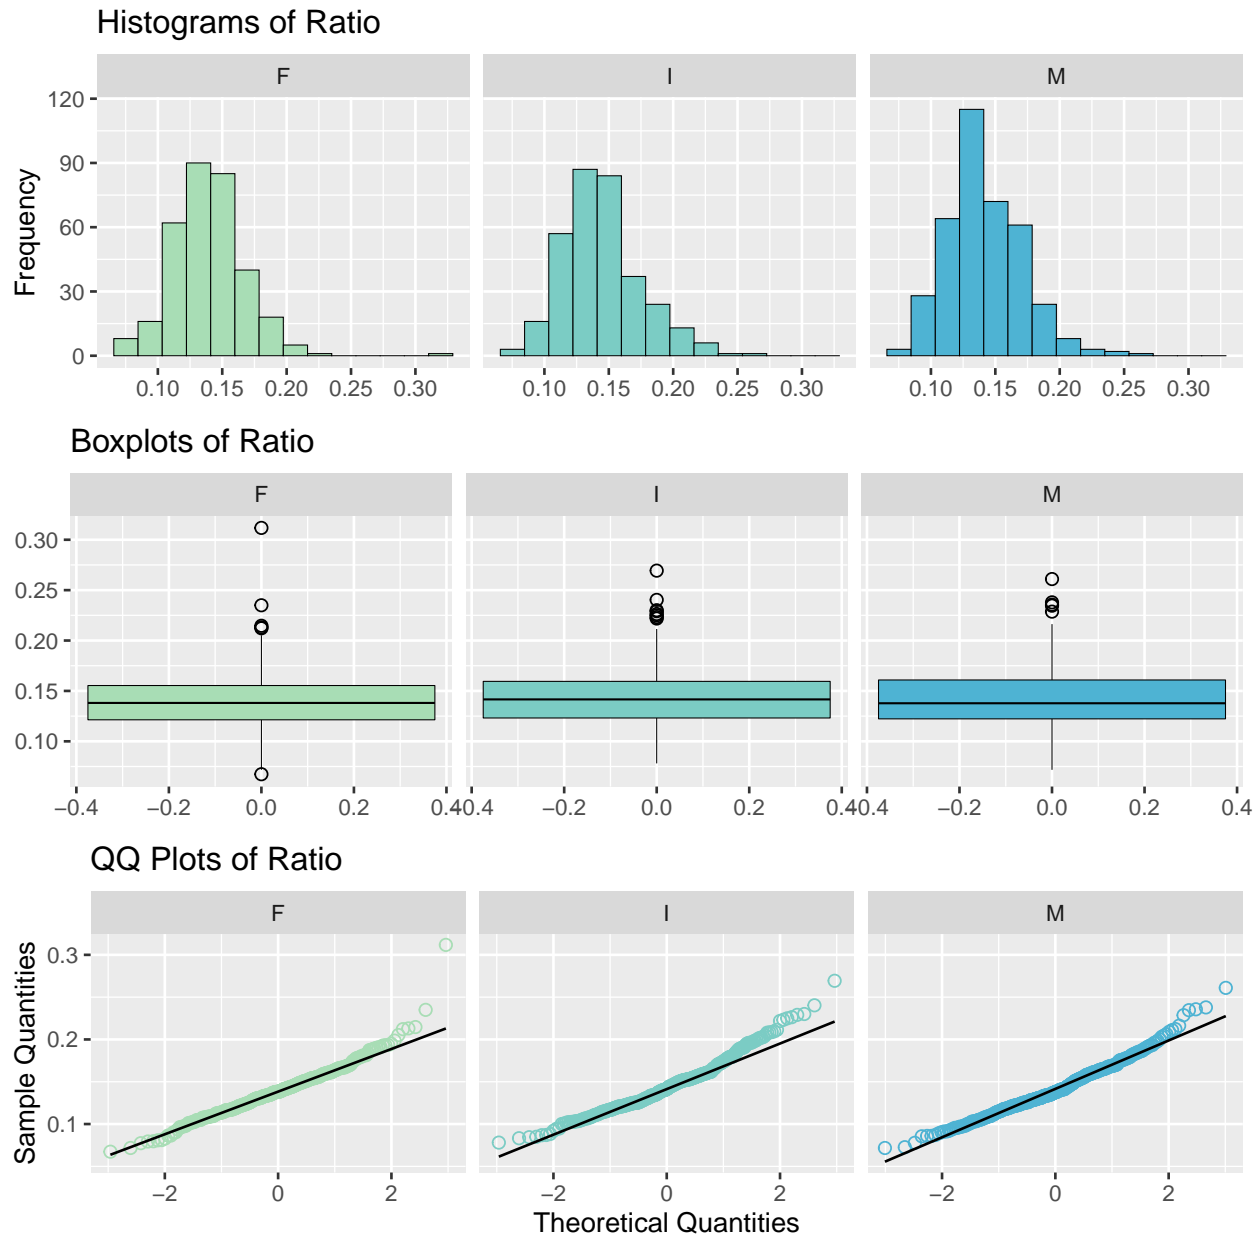 Histograms of Ratio
F I M
120
90
60
30
0
Frequency
0.10 0.15 0.20 0.25 0.30 0.10 0.15 0.20 0.25 0.30 0.10 0.15 0.20 0.25 0.30
Boxplots of Ratio
F I M
0.30
0.25
0.20
0.15
0.10
−0.4 −0.2 0.0 0.2 0.4 −0.4 −0.2 0.0 0.2 0.4 −0.4 −0.2 0.0 0.2 0.4
QQ Plots of Ratio
F I M
0.3
0.2
0.1
Sample Quantities
−2 0 2 −2 0 2 −2 0 2
Theoretical Quantities